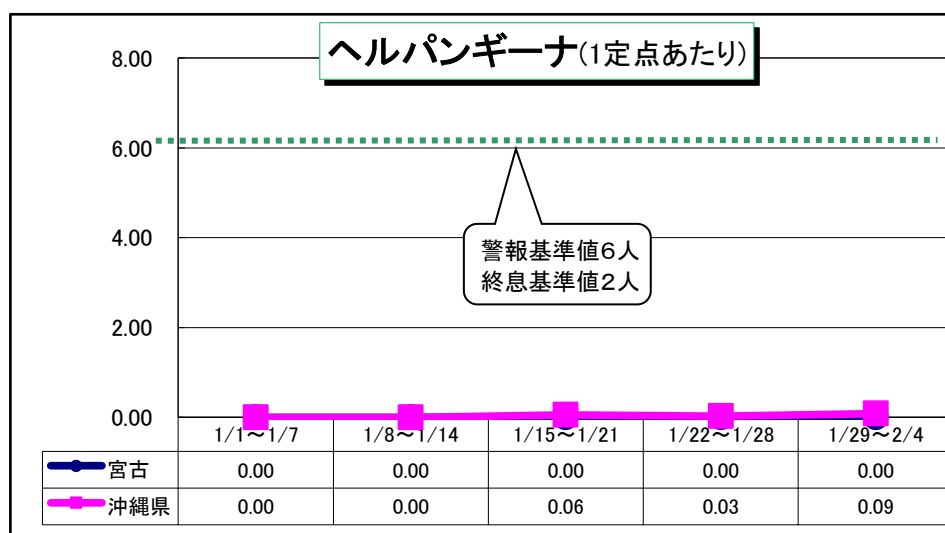 ヘルパンギーナ(1定点あたり)
8.00
6.00
4.00
2.00
0.00
警報基準値6人
終息基準値2人
1/1～1/7 1/8～1/14 1/15～1/21 1/22～1/28 1/29～2/4
宮古 0.00 0.00 0.00 0.00 0.00
沖縄県 0.00 0.00 0.06 0.03 0.09